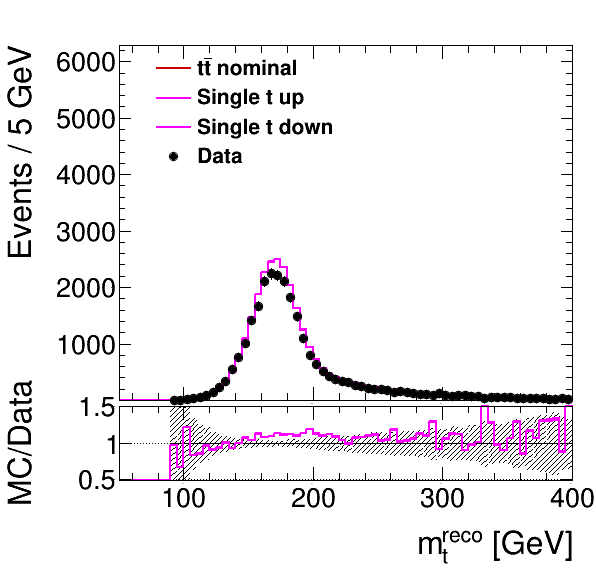 Events / 5 GeV
6000
5000
4000
3000
2000
1000
tt̄ nominal
Single t up
Single t down
Data
MC/Data
1.5
1
0.5
100
200
300
400
m_t^reco [GeV]